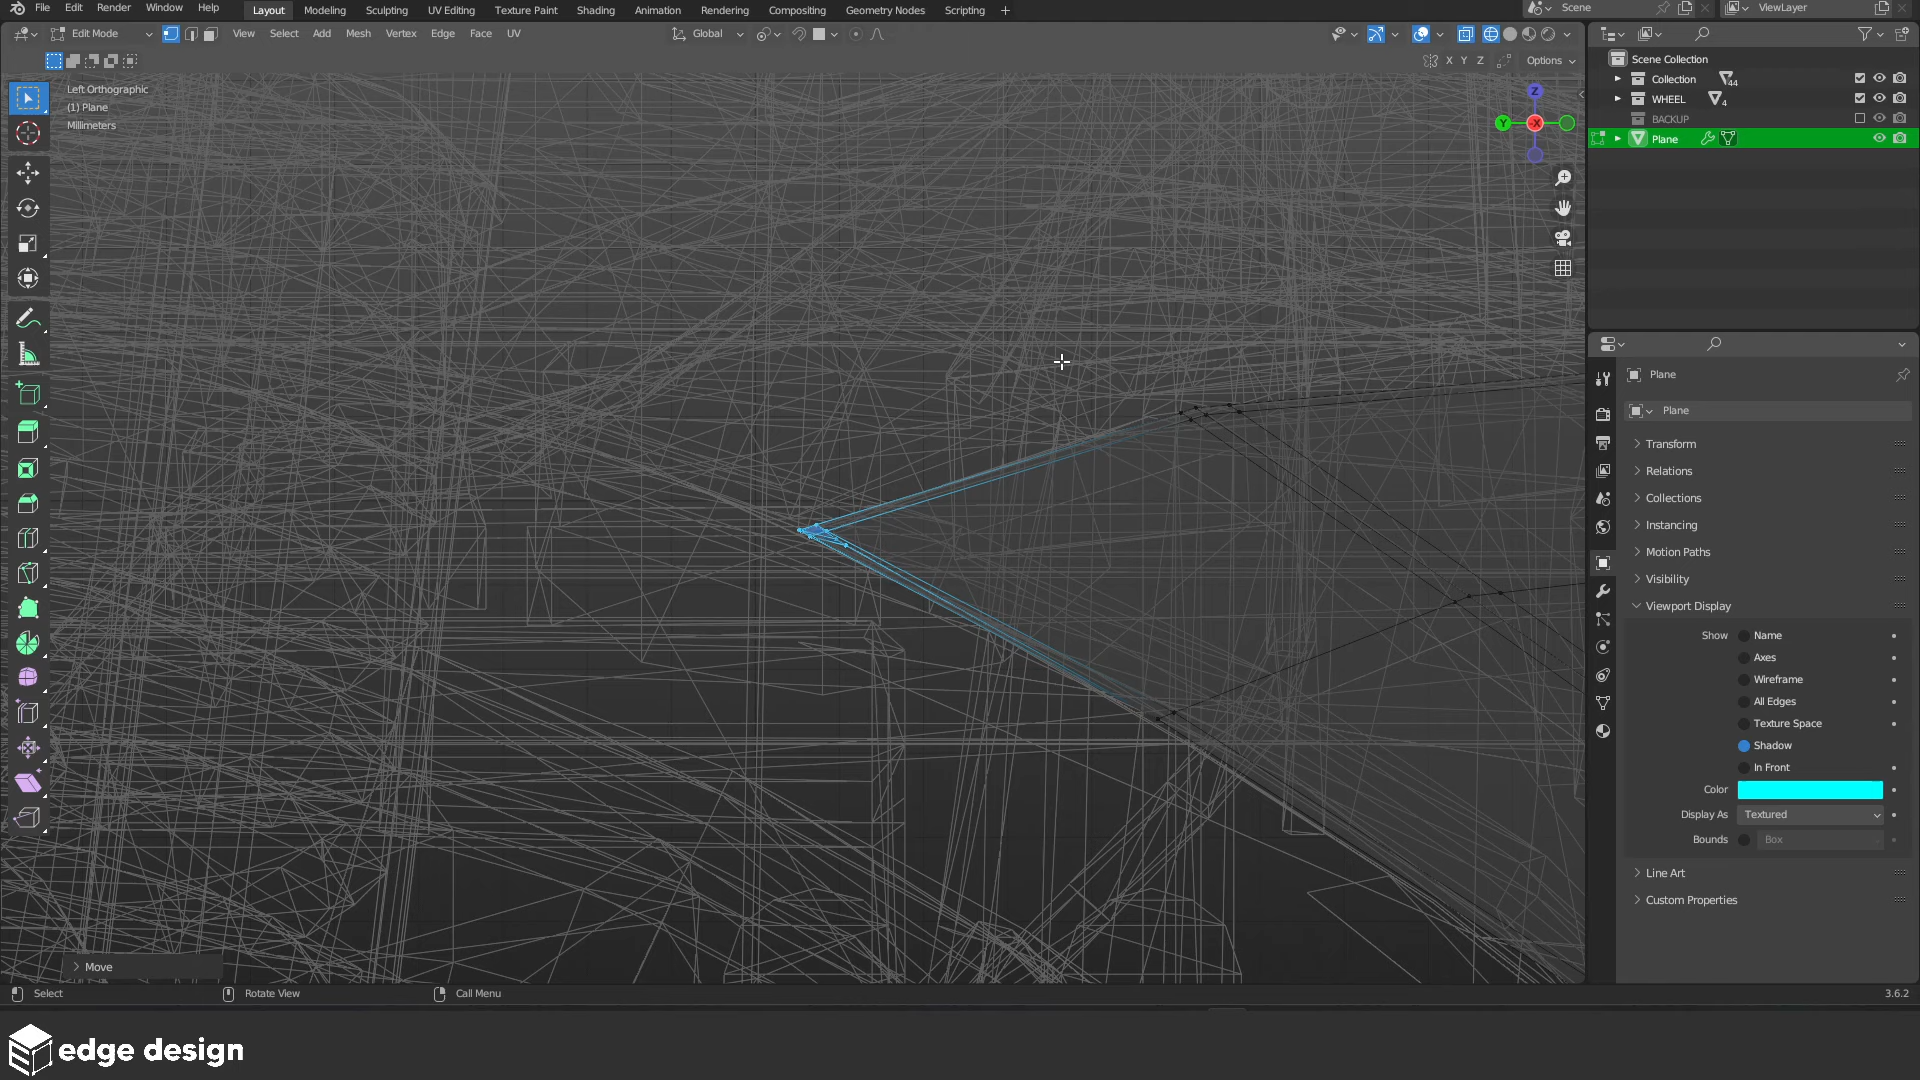 File Edit Render Window Help Layout Modeling Sculpting UV Editing Texture Paint Shading Animation Rendering Compositing Geometry Nodes Scripting + Scene ViewLayer
Edit Mode View Select Add Mesh Vertex Edge Face UV Global
X Y Z Options
Left Orthographic
(1) Plane
Millimeters
Z
Y
-X
Scene Collection
Collection 44
WHEEL 4
BACKUP
Plane
Plane
Plane
Transform
Relations
Collections
Instancing
Motion Paths
Visibility
Viewport Display
Show Name
Axes
Wireframe
All Edges
Texture Space
Shadow
In Front
Color
Display As Textured
Bounds Box
Line Art
Custom Properties
Move
Select Rotate View Call Menu 3.6.2
edge design